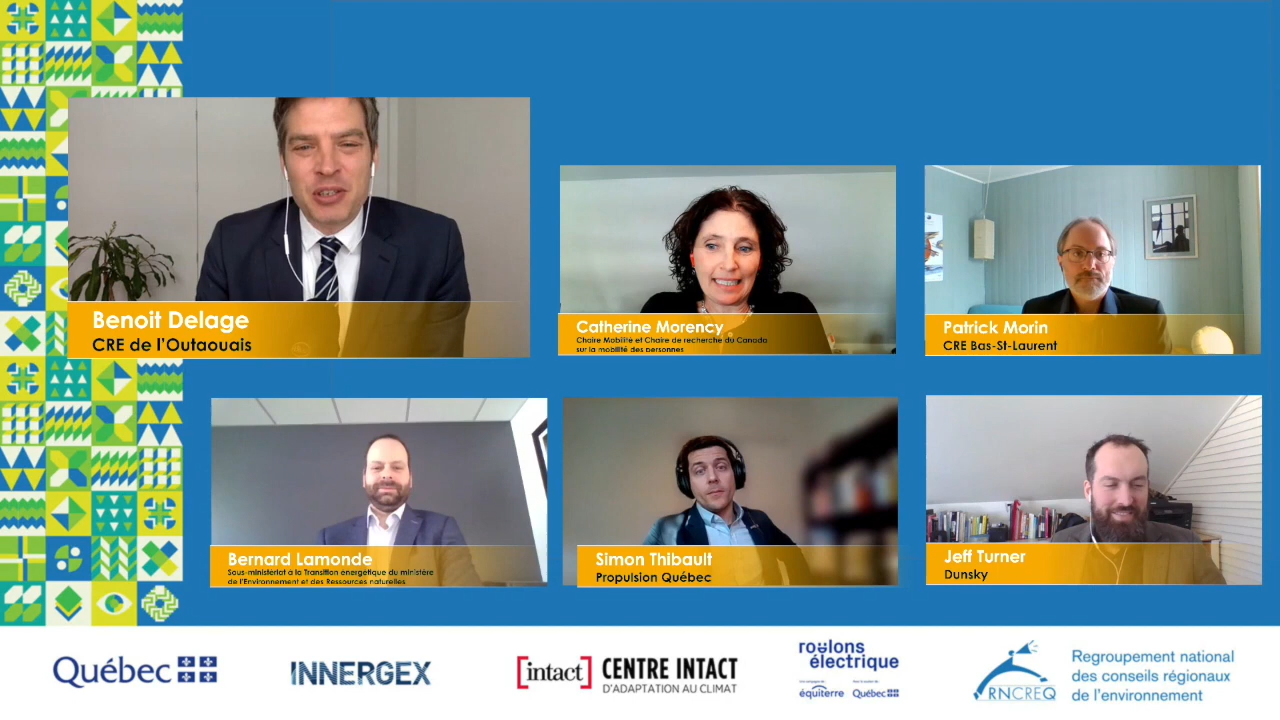 Benoit Delage
CRE de l'Outaouais
Catherine Morency
Chaire Mobilité et Chaire de recherche du Canada
sur la mobilité des personnes
Patrick Morin
CRE Bas-St-Laurent
Bernard Lamonde
Sous-ministériat à la Transition énergétique du ministère
de l'Environnement et des Ressources naturelles
Simon Thibault
Propulsion Québec
Jeff Turner
Dunsky
Québec
INNERGEX
[intact]
CENTRE INTACT
D'ADAPTATION AU CLIMAT
roulons
électrique
équiterre
Québec
RNCREQ
Regroupement national
des conseils régionaux
de l'environnement